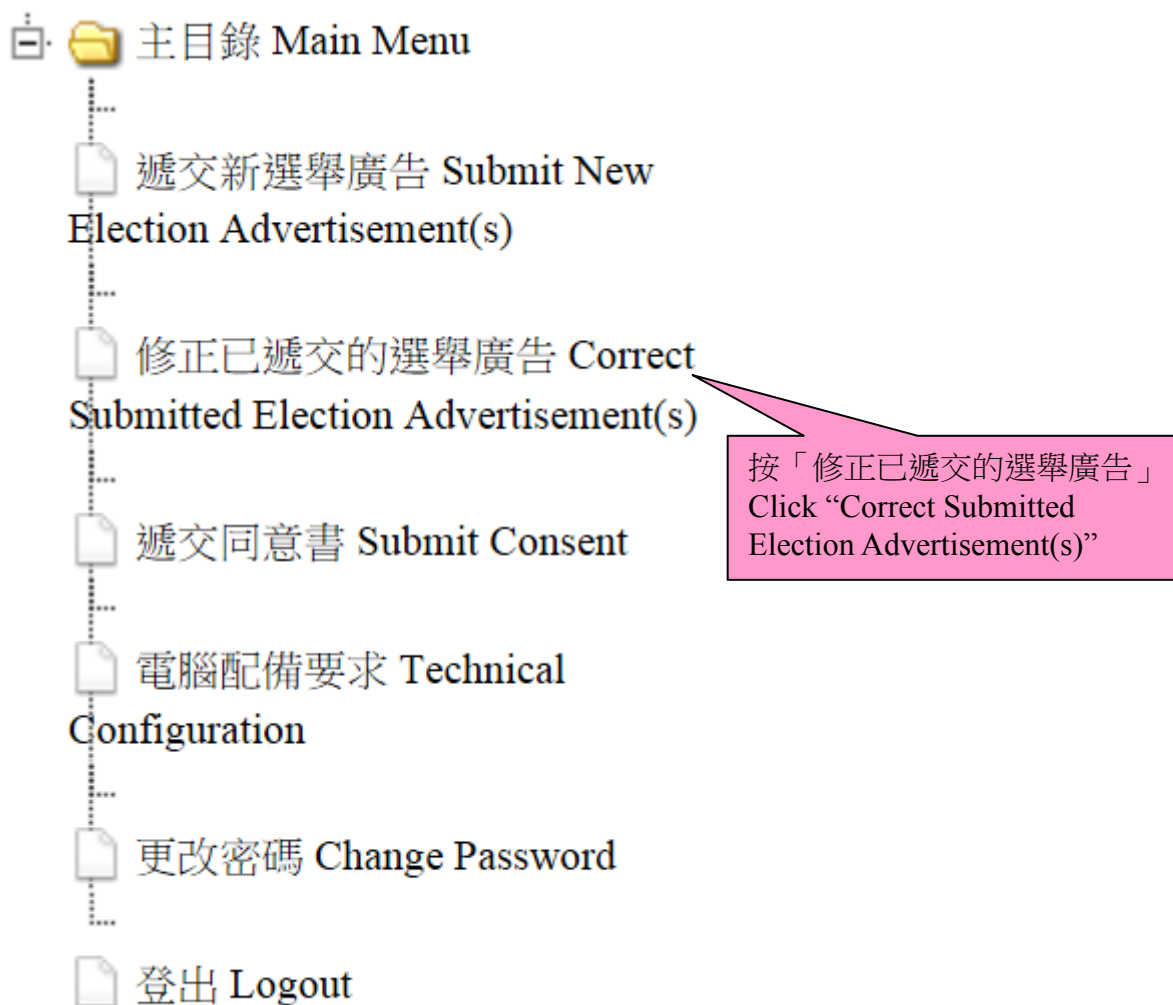 主目錄 Main Menu
遞交新選舉廣告 Submit New
Election Advertisement(s)
修正已遞交的選舉廣告 Correct
Submitted Election Advertisement(s)
按「修正已遞交的選舉廣告」
Click “Correct Submitted
Election Advertisement(s)”
遞交同意書 Submit Consent
電腦配備要求 Technical
Configuration
更改密碼 Change Password
登出 Logout